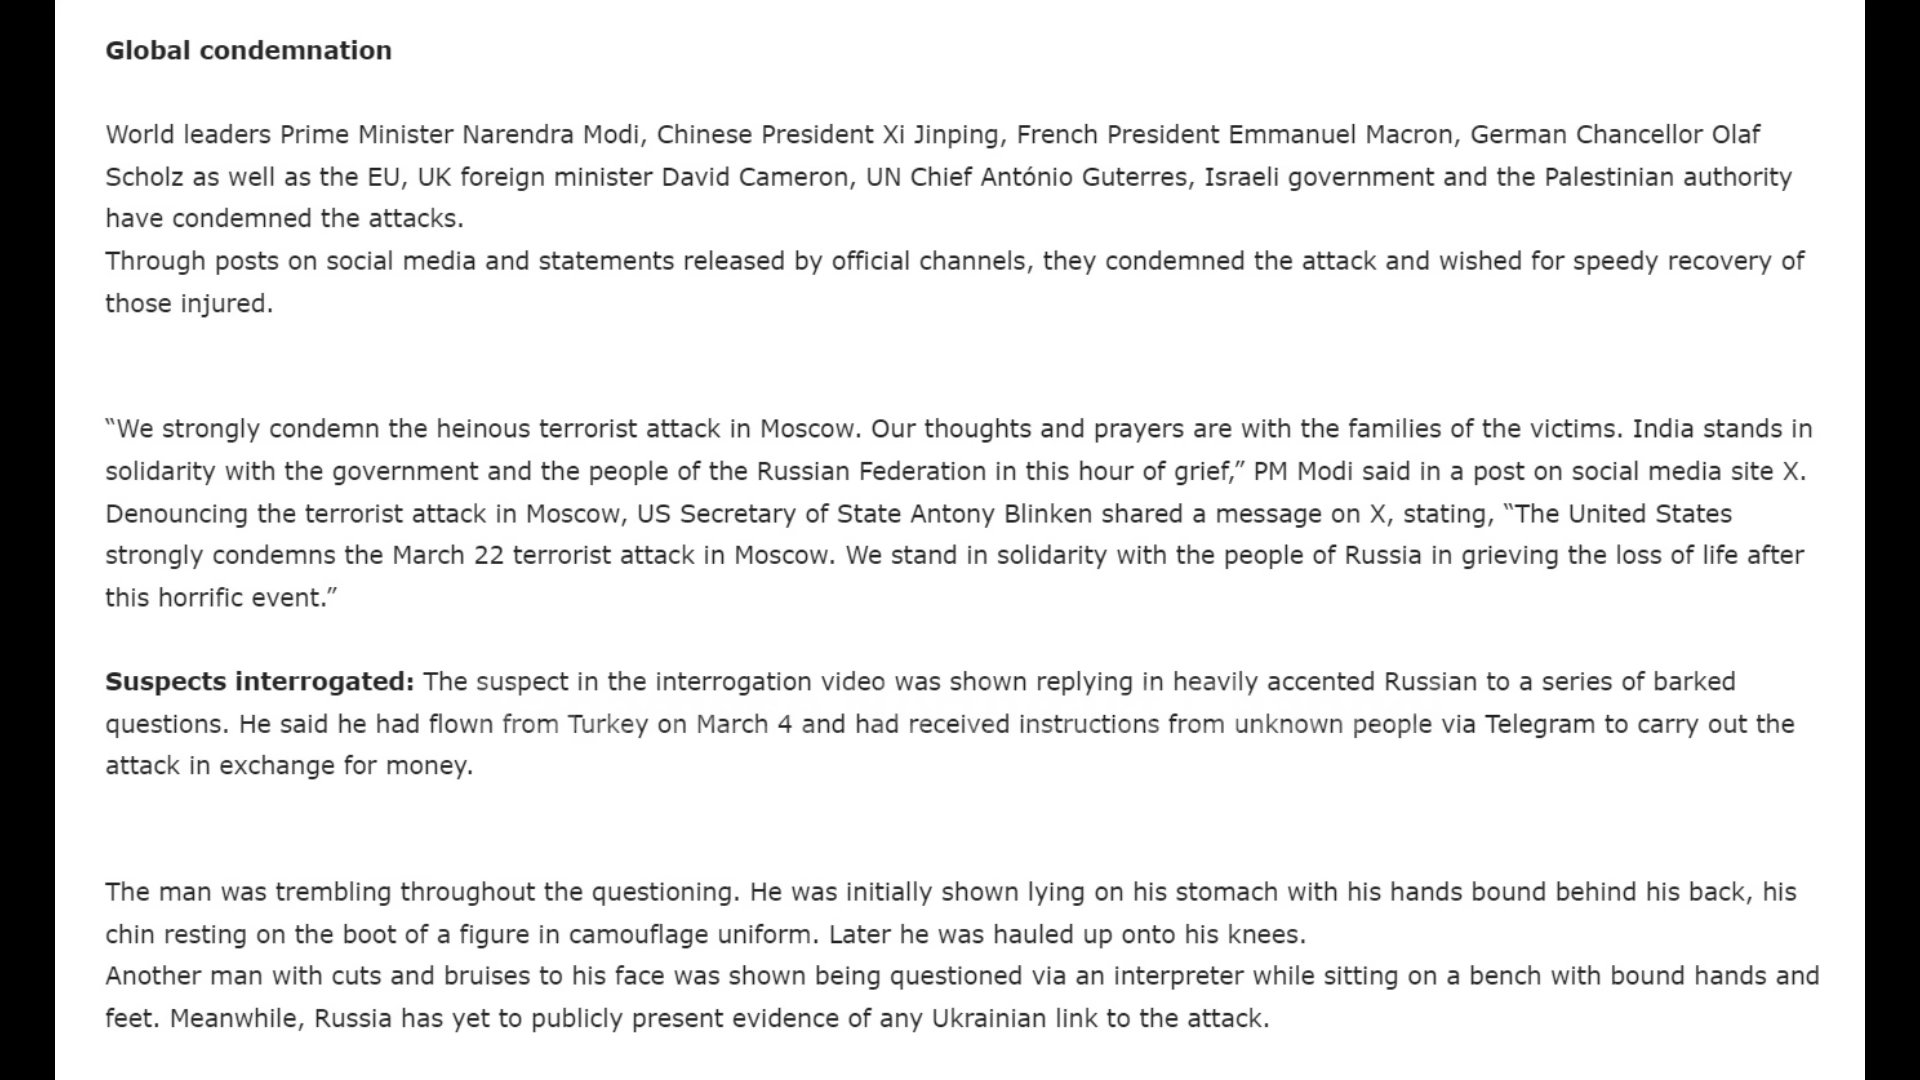 Global condemnation
World leaders Prime Minister Narendra Modi, Chinese President Xi Jinping, French President Emmanuel Macron, German Chancellor Olaf
Scholz as well as the EU, UK foreign minister David Cameron, UN Chief António Guterres, Israeli government and the Palestinian authority
have condemned the attacks.
Through posts on social media and statements released by official channels, they condemned the attack and wished for speedy recovery of
those injured.
“We strongly condemn the heinous terrorist attack in Moscow. Our thoughts and prayers are with the families of the victims. India stands in
solidarity with the government and the people of the Russian Federation in this hour of grief,” PM Modi said in a post on social media site X.
Denouncing the terrorist attack in Moscow, US Secretary of State Antony Blinken shared a message on X, stating, “The United States
strongly condemns the March 22 terrorist attack in Moscow. We stand in solidarity with the people of Russia in grieving the loss of life after
this horrific event.”
Suspects interrogated: The suspect in the interrogation video was shown replying in heavily accented Russian to a series of barked
questions. He said he had flown from Turkey on March 4 and had received instructions from unknown people via Telegram to carry out the
attack in exchange for money.
The man was trembling throughout the questioning. He was initially shown lying on his stomach with his hands bound behind his back, his
chin resting on the boot of a figure in camouflage uniform. Later he was hauled up onto his knees.
Another man with cuts and bruises to his face was shown being questioned via an interpreter while sitting on a bench with bound hands and
feet. Meanwhile, Russia has yet to publicly present evidence of any Ukrainian link to the attack.